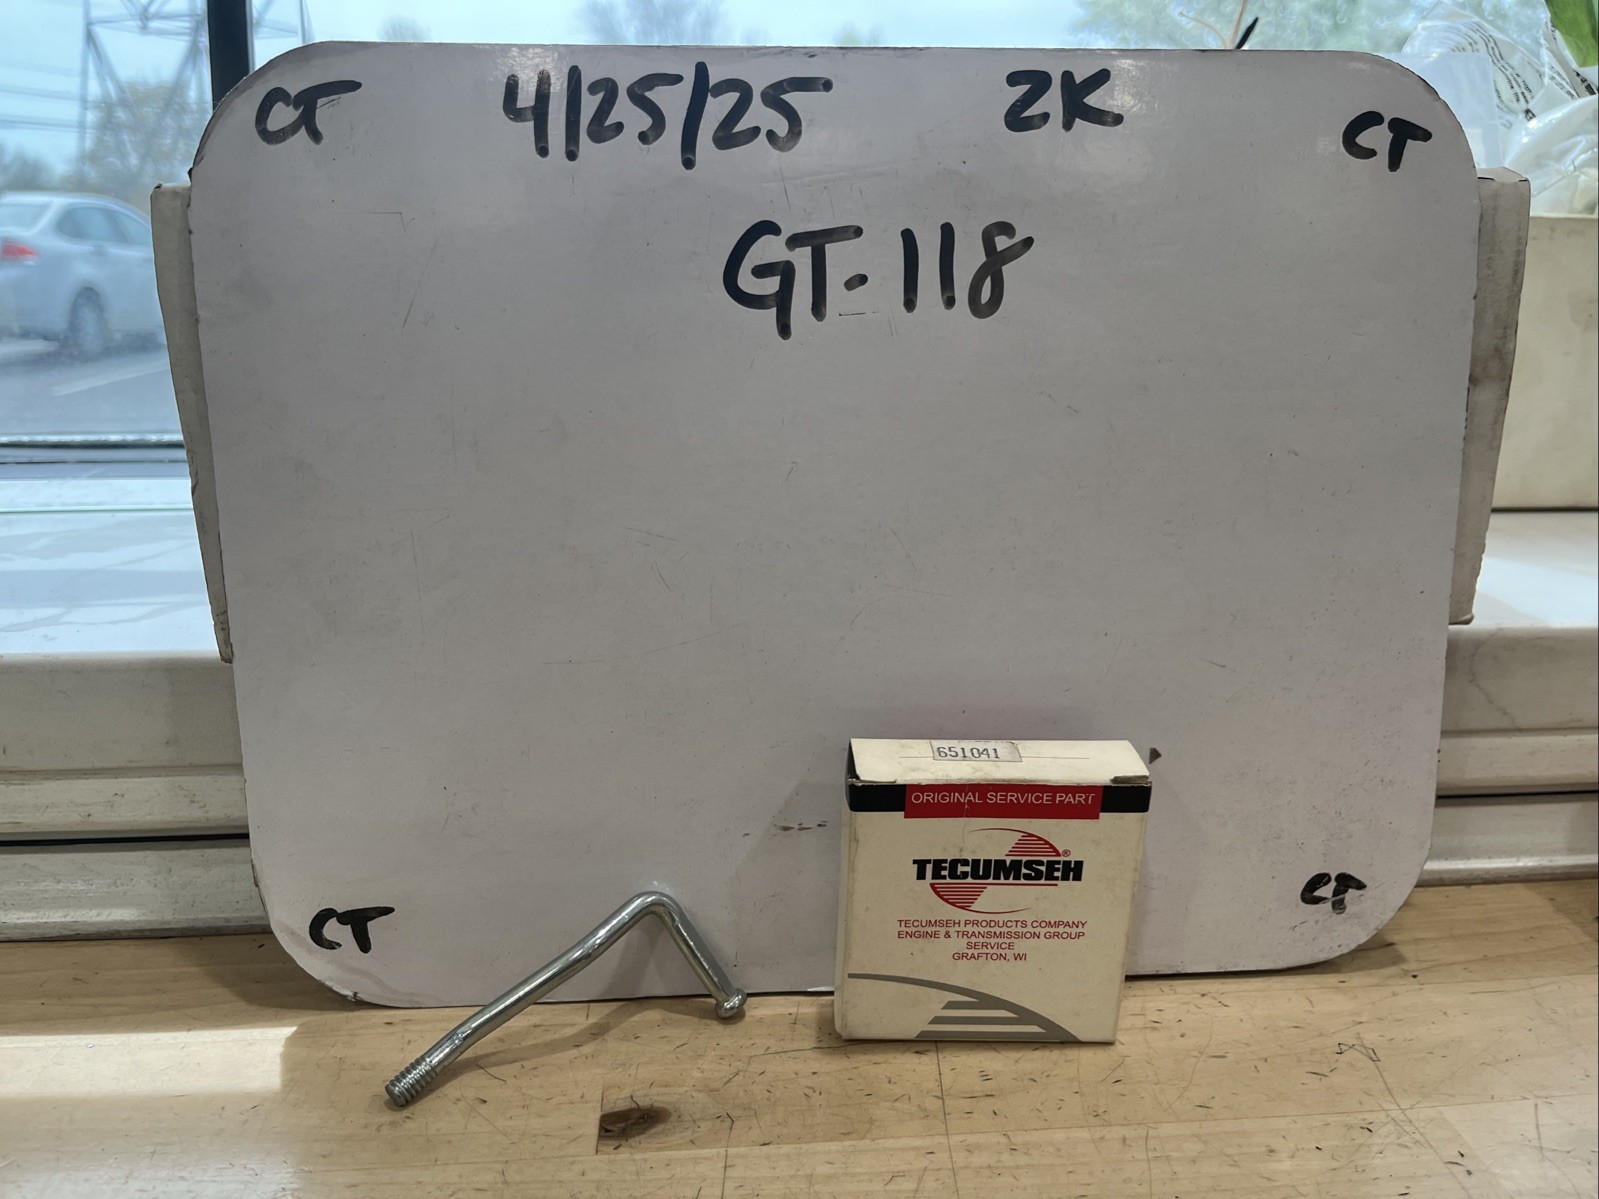 CT 4/25/25 2K CT
GT-118
651041
ORIGINAL SERVICE PART
TECUMSEH®
TECUMSEH PRODUCTS COMPANY
ENGINE & TRANSMISSION GROUP
SERVICE
GRAFTON, WI
CT CT